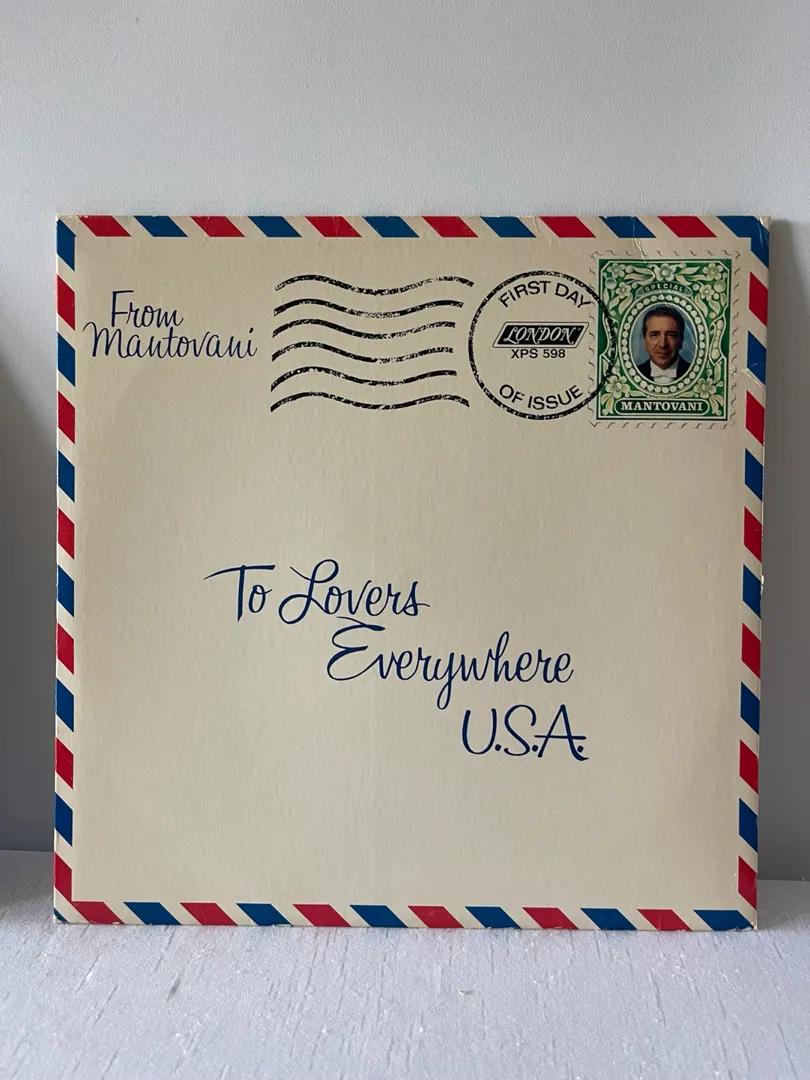 From
Mantovani
FIRST DAY
LONDON
XPS 598
OF ISSUE
SPECIAL
MANTOVANI
To Lovers
Everywhere
U.S.A.